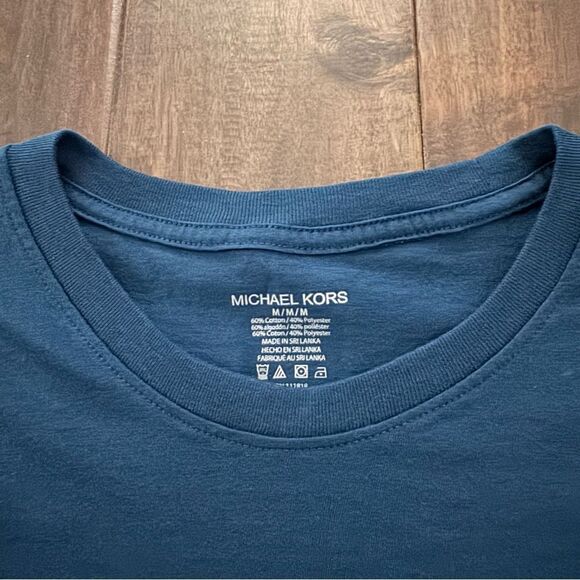 MICHAEL KORS
M/M/M
60% Cotton / 40% Polyester
60% algodón / 40% poliéster
60% Coton / 40% Polyester
MADE IN SRI LANKA
HECHO EN SRI LANKA
FABRIQUÉ AU SRI LANKA